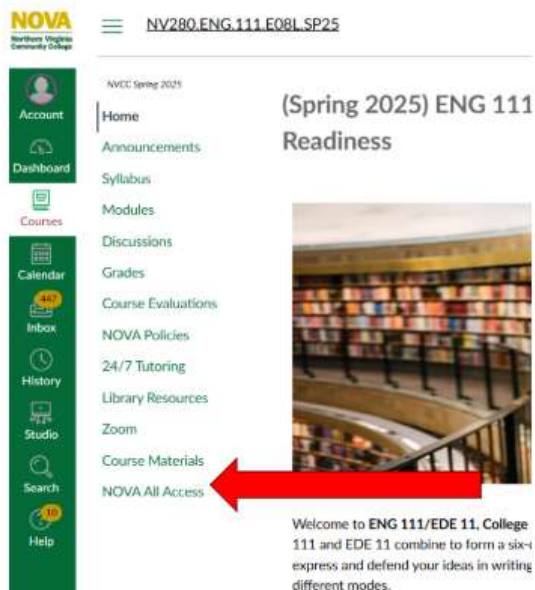 NOVA
Northern Virginia
Community College
NV280.ENG.111.E08L.SP25
Account
Dashboard
Courses
Calendar
447
Inbox
History
Studio
Search
10
Help
NVCC Spring 2025
Home
Announcements
Syllabus
Modules
Discussions
Grades
Course Evaluations
NOVA Policies
24/7 Tutoring
Library Resources
Zoom
Course Materials
NOVA All Access
(Spring 2025) ENG 111
Readiness
Welcome to ENG 111/EDE 11, College
111 and EDE 11 combine to form a six-
express and defend your ideas in writing
different modes.